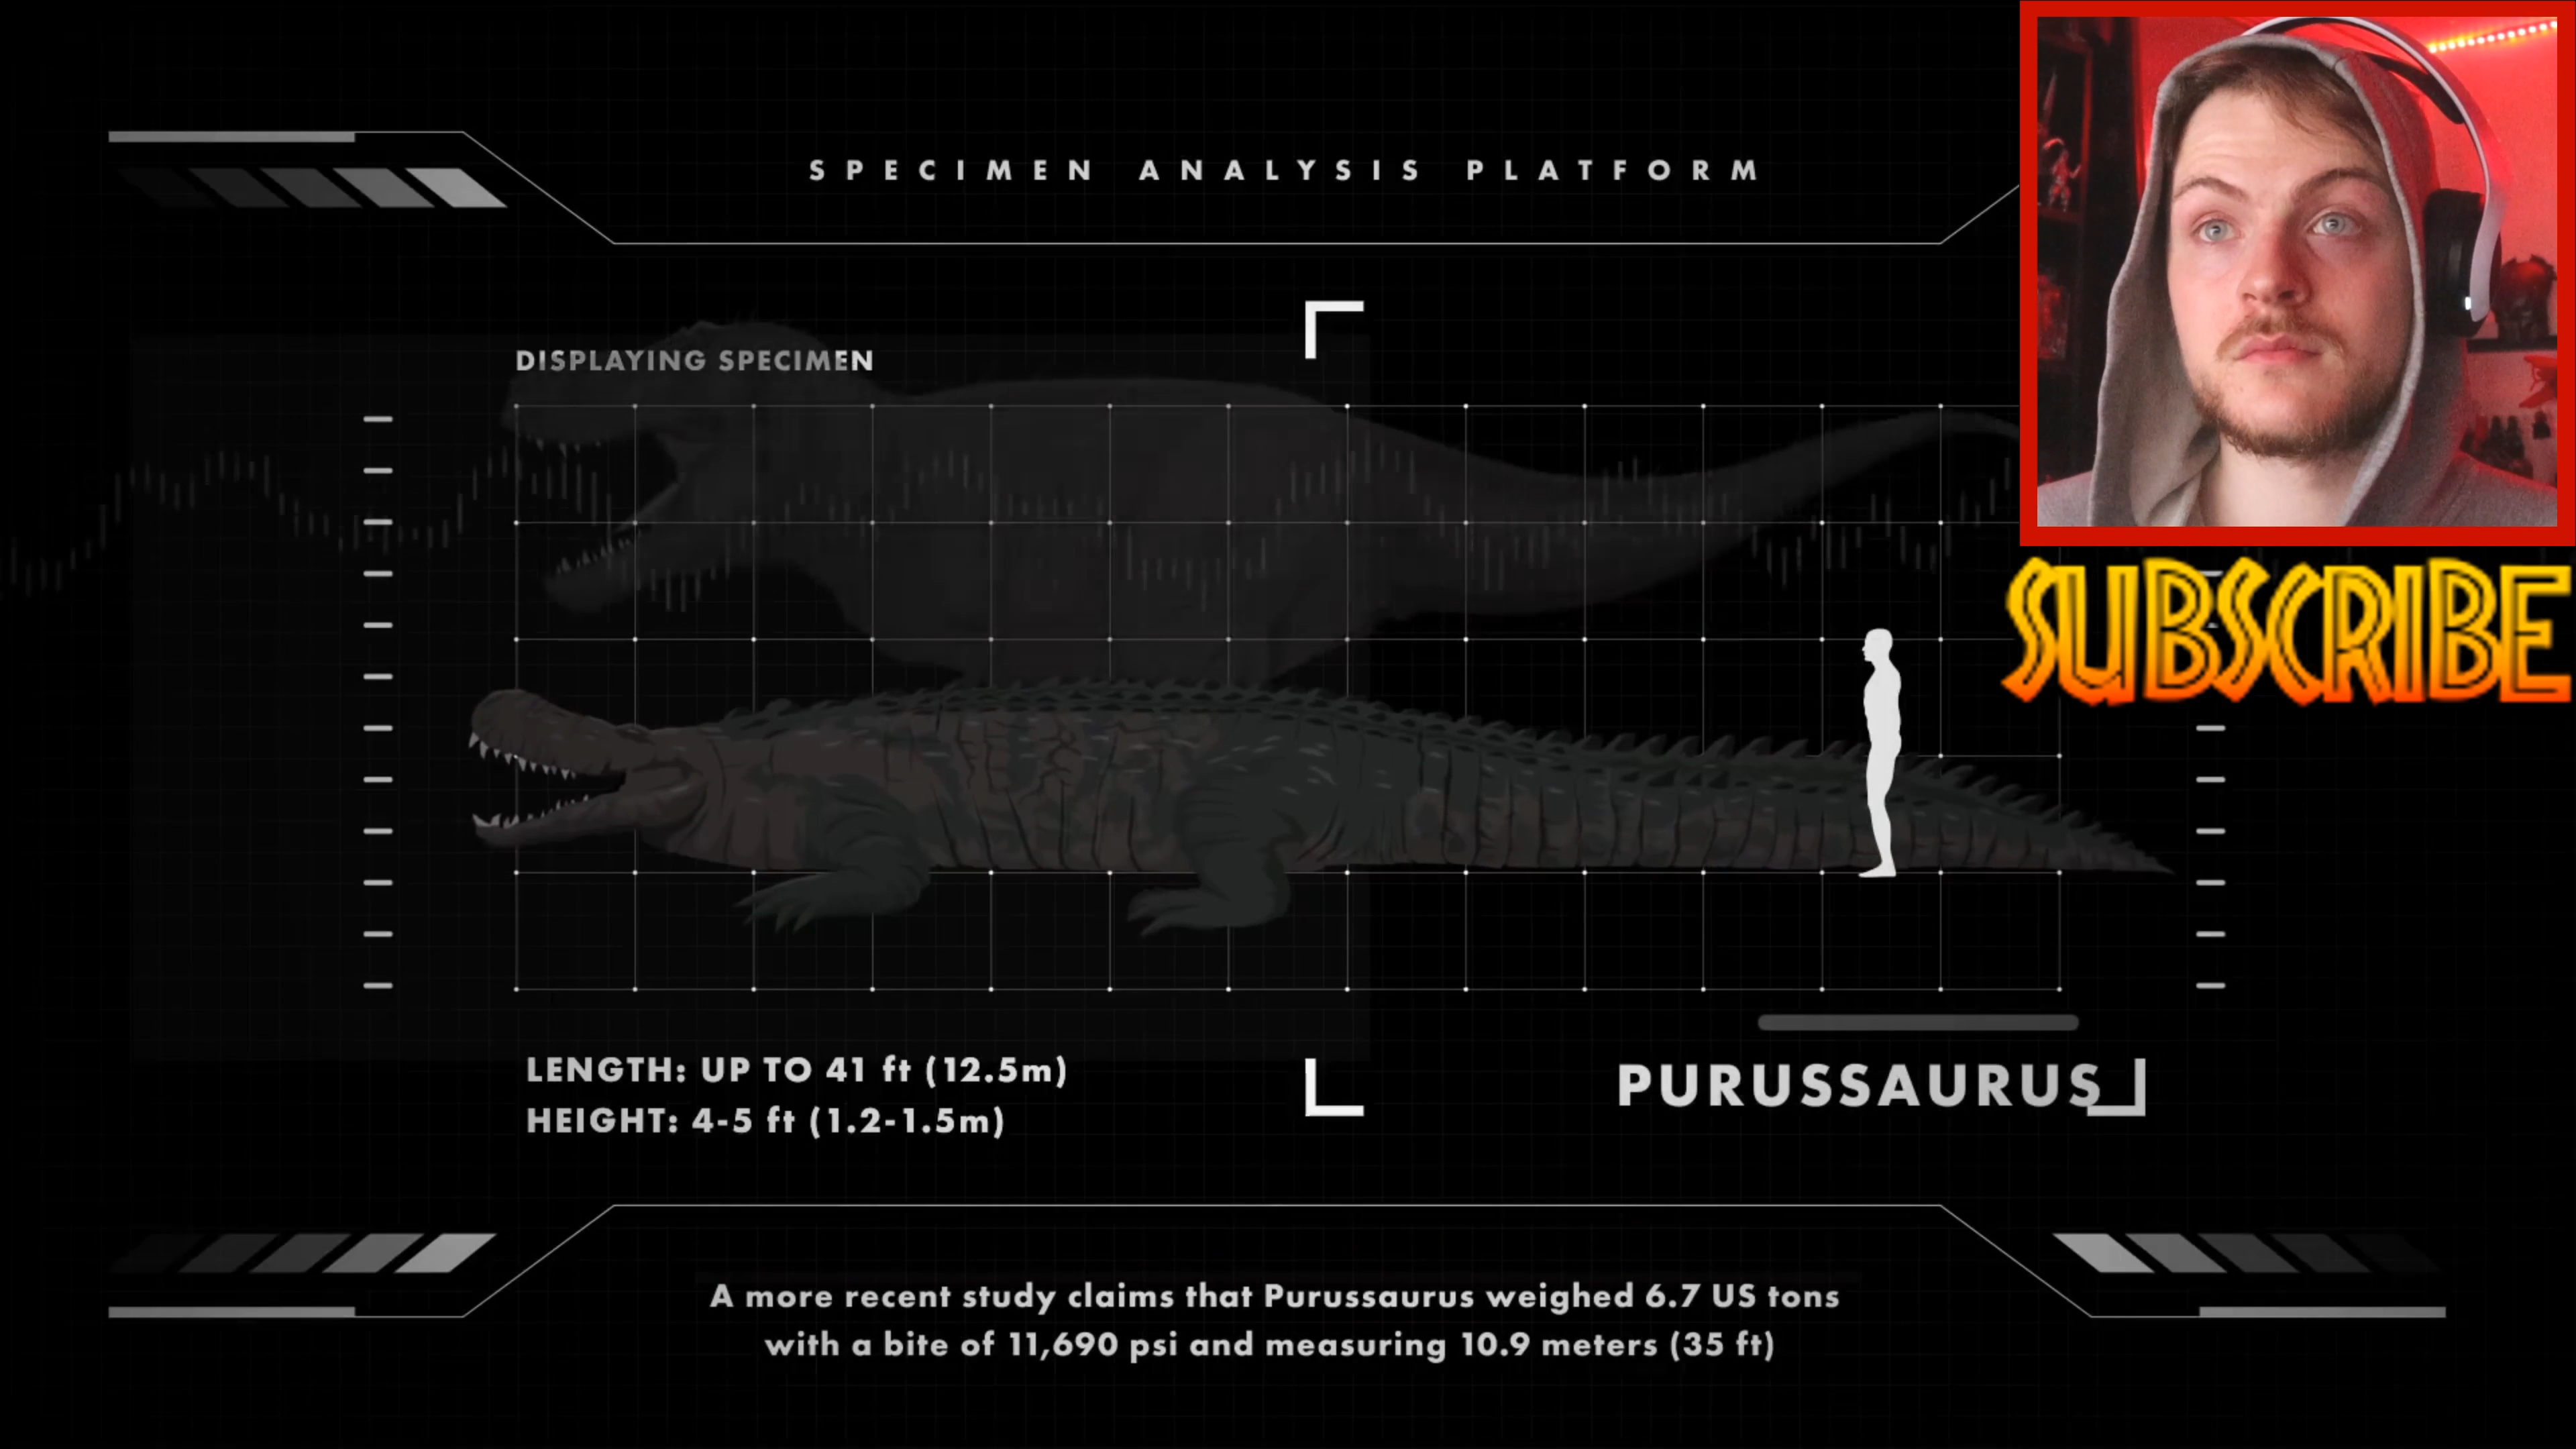 SPECIMEN ANALYSIS PLATFORM
DISPLAYING SPECIMEN
SUBSCRIBE
LENGTH: UP TO 41 ft (12.5m)
HEIGHT: 4-5 ft (1.2-1.5m)
PURUSSAURUS
A more recent study claims that Purussaurus weighed 6.7 US tons
with a bite of 11,690 psi and measuring 10.9 meters (35 ft)